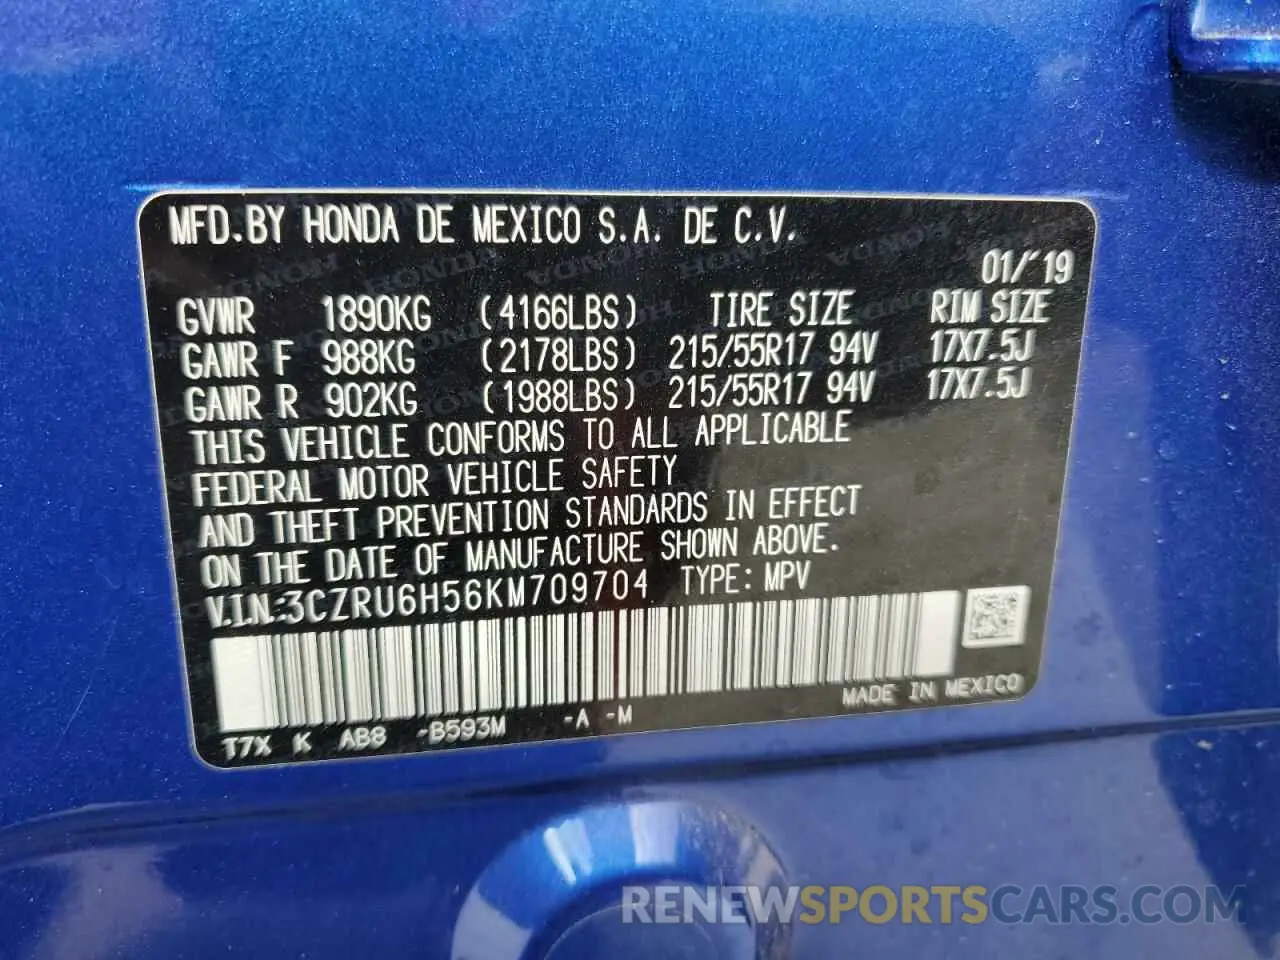 MFD.BY HONDA DE MEXICO S.A. DE C.V.
01/'19
GVWR 1890KG (4166LBS) TIRE SIZE RIM SIZE
GAWR F 988KG (2178LBS) 215/55R17 94V 17X7.5J
GAWR R 902KG (1988LBS) 215/55R17 94V 17X7.5J
THIS VEHICLE CONFORMS TO ALL APPLICABLE
FEDERAL MOTOR VEHICLE SAFETY
AND THEFT PREVENTION STANDARDS IN EFFECT
ON THE DATE OF MANUFACTURE SHOWN ABOVE.
V.I.N:3CZRU6H56KM709704 TYPE: MPV
MADE IN MEXICO
T7X K AB8 -B593M -A -M
RENEWSPORTSCARS.COM